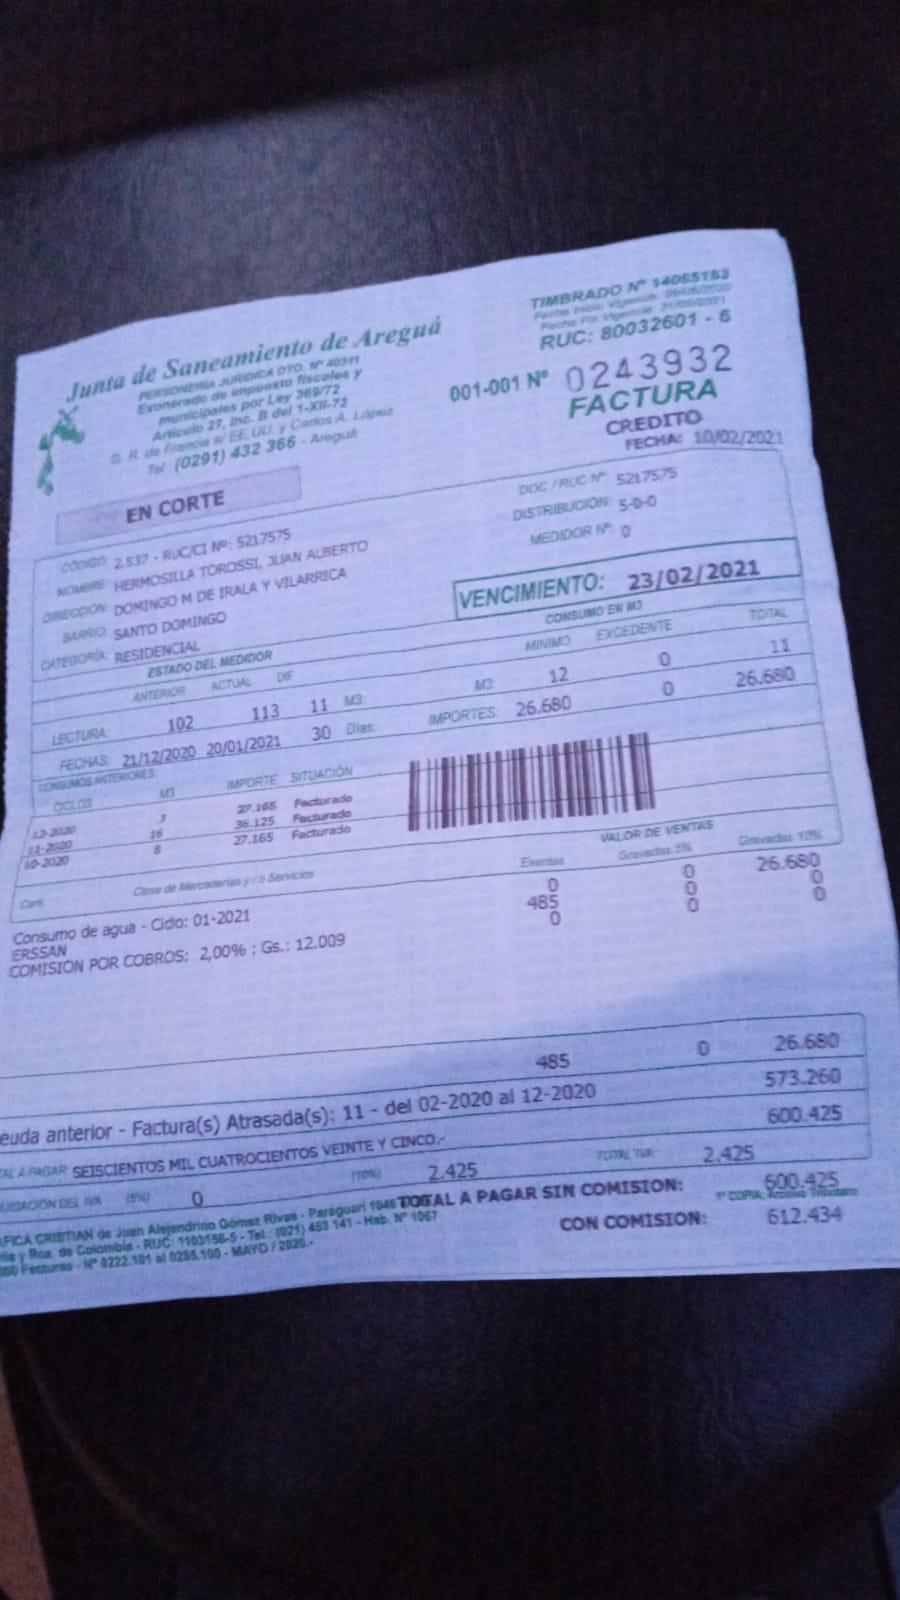 Junta de Saneamiento de Areguá
PERSONERIA JURIDICA DTO. Nº 40311
Exonerado de impuesto fiscales y
municipales por Ley 369/72
Artículo 27, Inc. B del 1-XII-72
G. R. de Francia e/ EE.UU. y Carlos A. López
Tel.: (0291) 432 366 - Areguá
TIMBRADO Nº 14065183
Fecha Inicio Vigencia:
Fecha Fin Vigencia:
RUC: 80032601 - 6
001-001 Nº 0243932
FACTURA
CREDITO
FECHA: 10/02/2021
EN CORTE
CÓDIGO: 2.537 - RUC/CI Nº: 5217575
NOMBRE: HERMOSILLA TOROSSI, JUAN ALBERTO
DIRECCIÓN: DOMINGO M DE IRALA Y VILARRICA
BARRIO: SANTO DOMINGO
CATEGORÍA: RESIDENCIAL
DOC / RUC Nº 5217575
DISTRIBUCIÓN: 5-0-0
MEDIDOR Nº: 0
VENCIMIENTO: 23/02/2021
ESTADO DEL MEDIDOR CONSUMO EN M3
ANTERIOR ACTUAL DIF MINIMO EXCEDENTE TOTAL
LECTURA: 102 113 11 M3: M3: 12 0 11
FECHAS: 21/12/2020 20/01/2021 30 Días: IMPORTES: 26.680 0 26.680
CONSUMOS ANTERIORES:
CICLOS M3 IMPORTE SITUACIÓN
12-2020 3 27.165 Facturado
11-2020 16 36.125 Facturado
10-2020 8 27.165 Facturado
VALOR DE VENTAS
Cant. Clase de Mercaderías y / o Servicios Exentas Gravadas 5% Gravadas 10%
Consumo de agua - Ciclo: 01-2021 0 0 26.680
ERSSAN 485 0 0
COMISION POR COBROS: 2,00% ; Gs.: 12.009 0 0 0
485 0 26.680
euda anterior - Factura(s) Atrasada(s): 11 - del 02-2020 al 12-2020 573.260
600.425
TAL A PAGAR: SEISCIENTOS MIL CUATROCIENTOS VEINTE Y CINCO.-
UIDACIÓN DEL IVA (5%) 0 (10%) 2.425 TOTAL IVA: 2.425
TOTAL A PAGAR SIN COMISION: 600.425
1ª COPIA: Archivo Tributario
CON COMISION: 612.434
AFICA CRISTIAN de Juan Alejandrino Gómez Rivas - Paraguarí 1046
y Rca. de Colombia - RUC: 1103156-5 - Tel.: (021) 453 141 - Hab. Nº 1067
000 Facturas - Nº 0222.101 al 0255.100 - MAYO / 2020.-